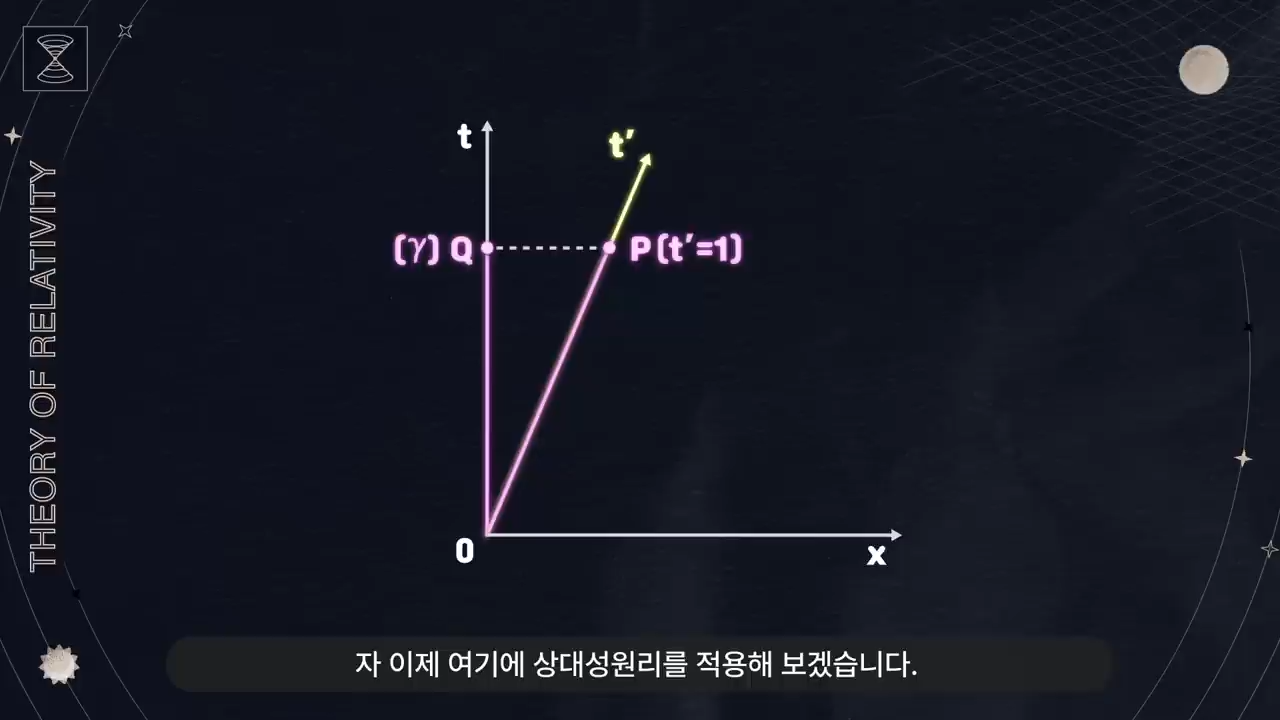 THEORY OF RELATIVITY
t
t′
(γ) Q
P (t′=1)
0
x
자 이제 여기에 상대성원리를 적용해 보겠습니다.